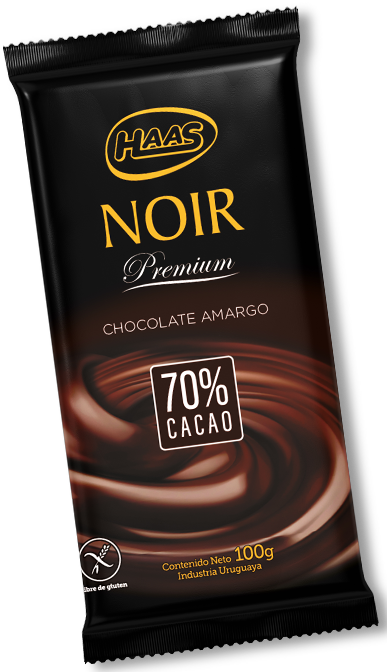 HAAS
NOIR
Premium
CHOCOLATE AMARGO
70%
CACAO
Contenido Neto 100g
Industria Uruguaya
libre de gluten